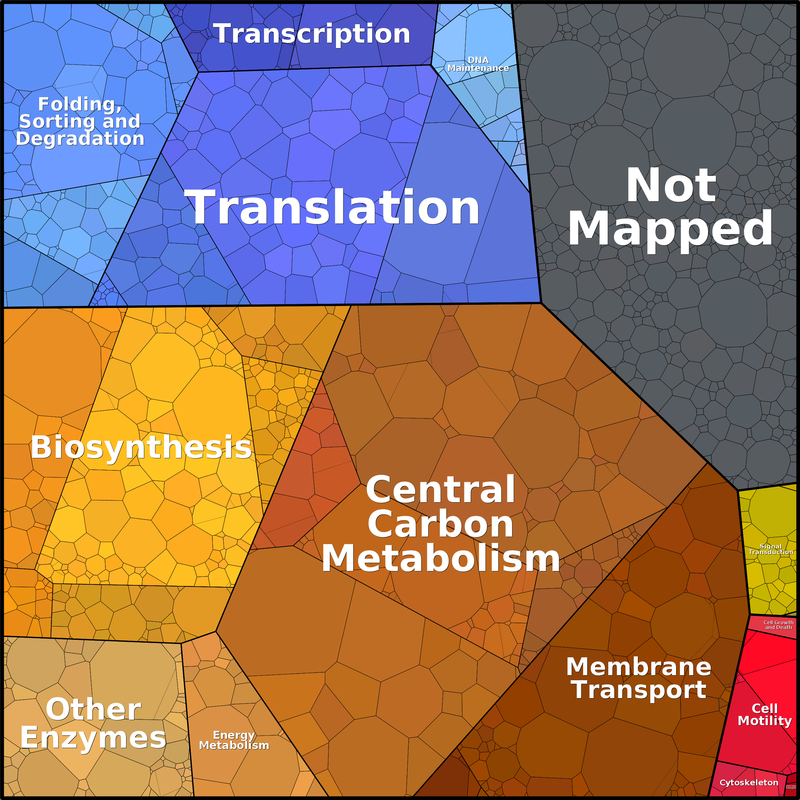 Transcription
DNA
Maintenance
Folding,
Sorting and
Degradation
Translation
Not
Mapped
Biosynthesis
Central
Carbon
Metabolism
Signal
Transduction
Cell Growth
and Death
Membrane
Transport
Other
Enzymes
Energy
Metabolism
Cell
Motility
Cytoskeleton